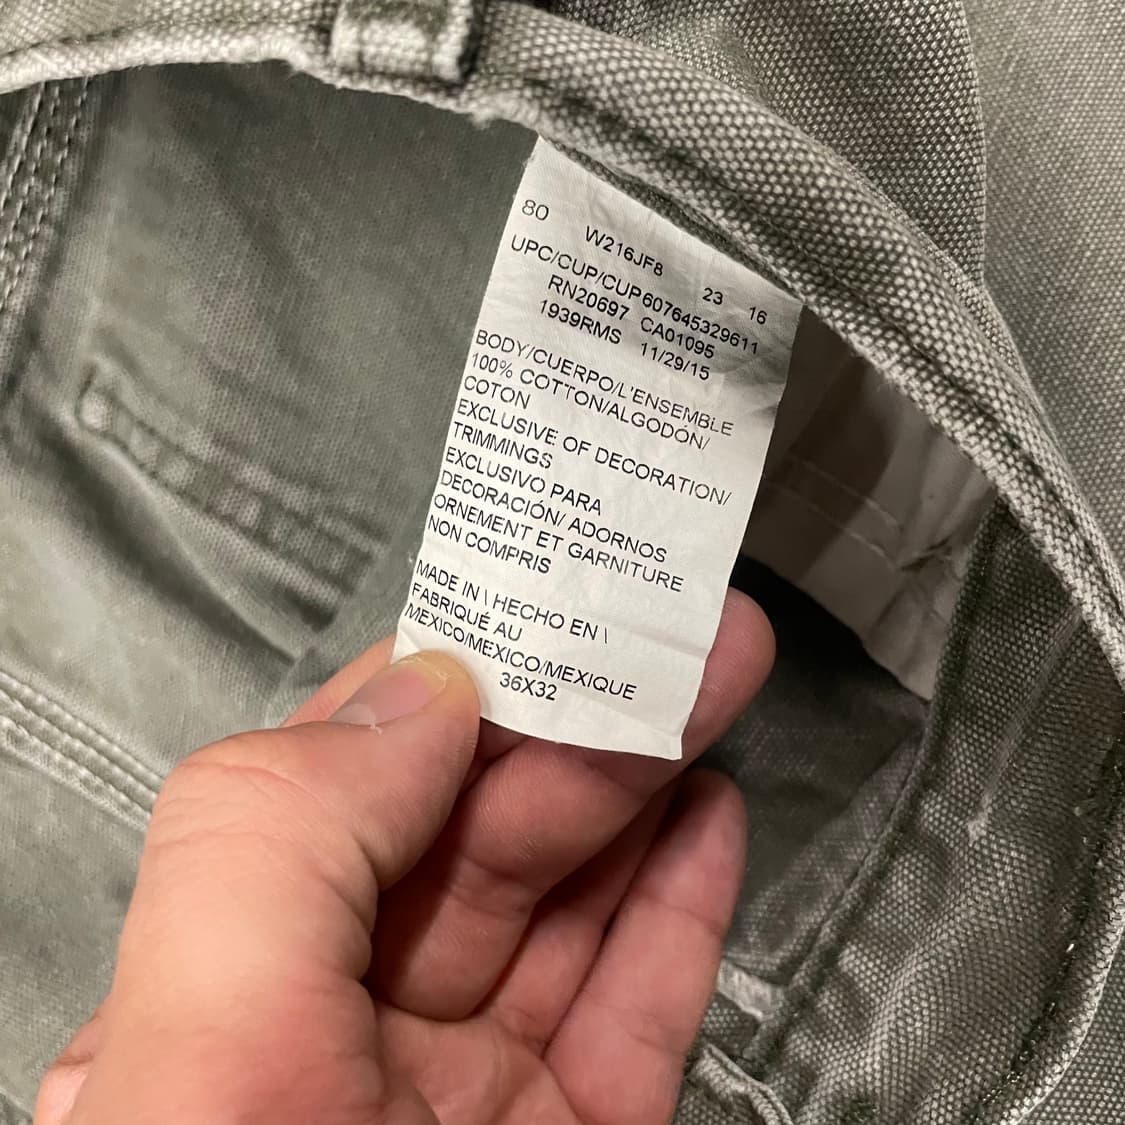 80 W216JF8 23 16
UPC/CUP/CUP607645329611
RN20697 CA01095
1939RMS 11/29/15
BODY/CUERPO/L'ENSEMBLE
100% COTTON/ALGODÓN/
COTON
EXCLUSIVE OF DECORATION/
TRIMMINGS
EXCLUSIVO PARA
DECORACIÓN/ ADORNOS
ORNEMENT ET GARNITURE
NON COMPRIS
MADE IN \ HECHO EN \
FABRIQUÉ AU
MEXICO/MEXICO/MEXIQUE
36X32